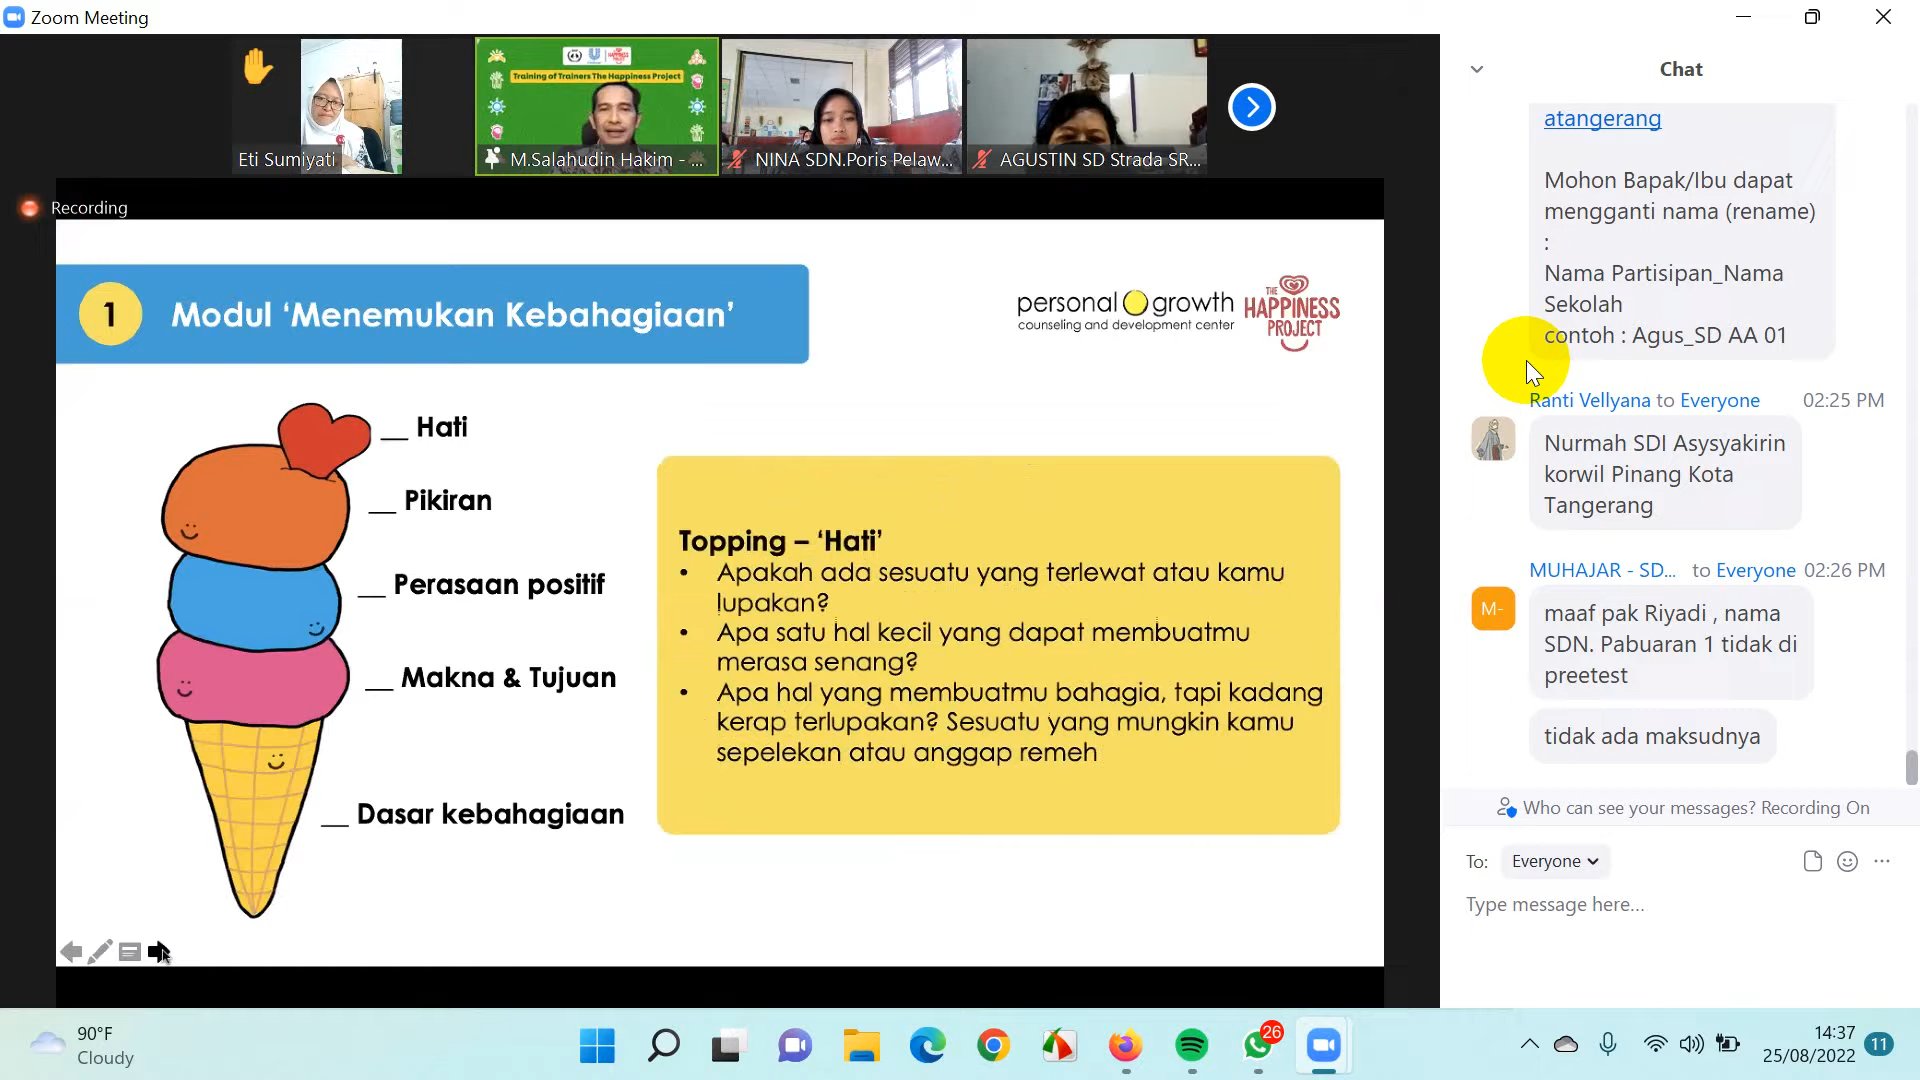 Zoom Meeting
Training of Trainers The Happiness Project
Eti Sumiyati
M.Salahudin Hakim - ...
NINA SDN.Poris Pelaw...
AGUSTIN SD Strada SR...
Recording
1 Modul ‘Menemukan Kebahagiaan’
personal growth
counseling and development center
THE
HAPPINESS
PROJECT
__ Hati
__ Pikiran
__ Perasaan positif
__ Makna & Tujuan
__ Dasar kebahagiaan
Topping – ‘Hati’
• Apakah ada sesuatu yang terlewat atau kamu
lupakan?
• Apa satu hal kecil yang dapat membuatmu
merasa senang?
• Apa hal yang membuatmu bahagia, tapi kadang
kerap terlupakan? Sesuatu yang mungkin kamu
sepelekan atau anggap remeh
Chat
atangerang
Mohon Bapak/Ibu dapat
mengganti nama (rename)
:
Nama Partisipan_Nama
Sekolah
contoh : Agus_SD AA 01
Ranti Vellyana to Everyone 02:25 PM
Nurmah SDI Asysyakirin
korwil Pinang Kota
Tangerang
MUHAJAR - SD... to Everyone 02:26 PM
M-
maaf pak Riyadi , nama
SDN. Pabuaran 1 tidak di
preetest
tidak ada maksudnya
Who can see your messages? Recording On
To: Everyone
Type message here...
90°F
Cloudy
26
14:37
25/08/2022
11